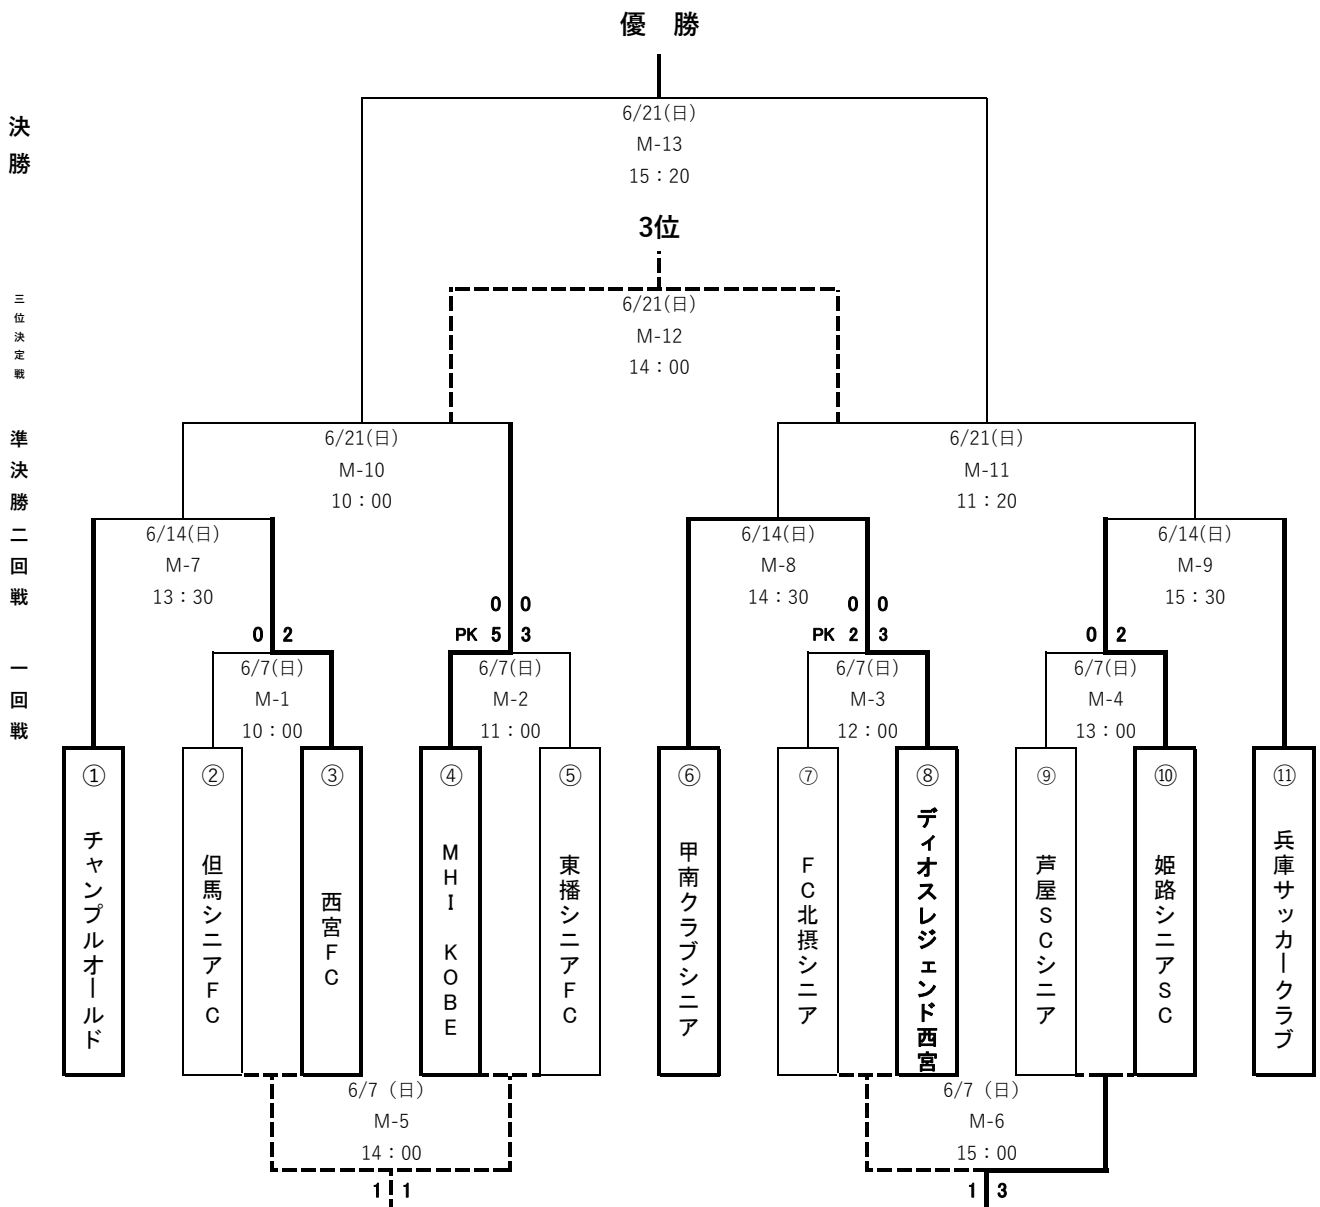 優　勝
決勝
6/21(日)
M-13
15：20
3位
三位決定戦
6/21(日)
M-12
14：00
準決勝
6/21(日)
M-10
10：00
6/21(日)
M-11
11：20
二回戦
6/14(日)
M-7
13：30
6/14(日)
M-8
14：30
6/14(日)
M-9
15：30
0 2
0 0
PK 5 3
0 0
PK 2 3
0 2
一回戦
6/7(日)
M-1
10：00
6/7(日)
M-2
11：00
6/7(日)
M-3
12：00
6/7(日)
M-4
13：00
① チャンプルオールド
② 但馬シニアFC
③ 西宮FC
④ MHI KOBE
⑤ 東播シニアFC
⑥ 甲南クラブシニア
⑦ FC北摂シニア
⑧ ディオスレジェンド西宮
⑨ 芦屋SCシニア
⑩ 姫路シニアSC
⑪ 兵庫サッカークラブ
6/7（日）
M-5
14：00
1 1
6/7（日）
M-6
15：00
1 3